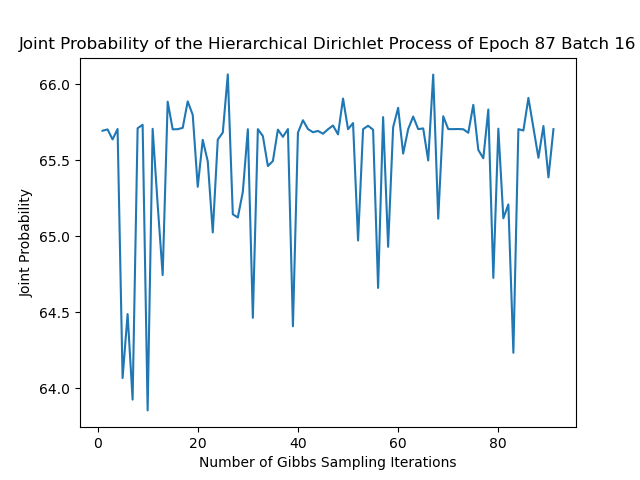 Joint Probability of the Hierarchical Dirichlet Process of Epoch 87 Batch 16
66.0
65.5
65.0
64.5
64.0
Joint Probability
0 20 40 60 80
Number of Gibbs Sampling Iterations